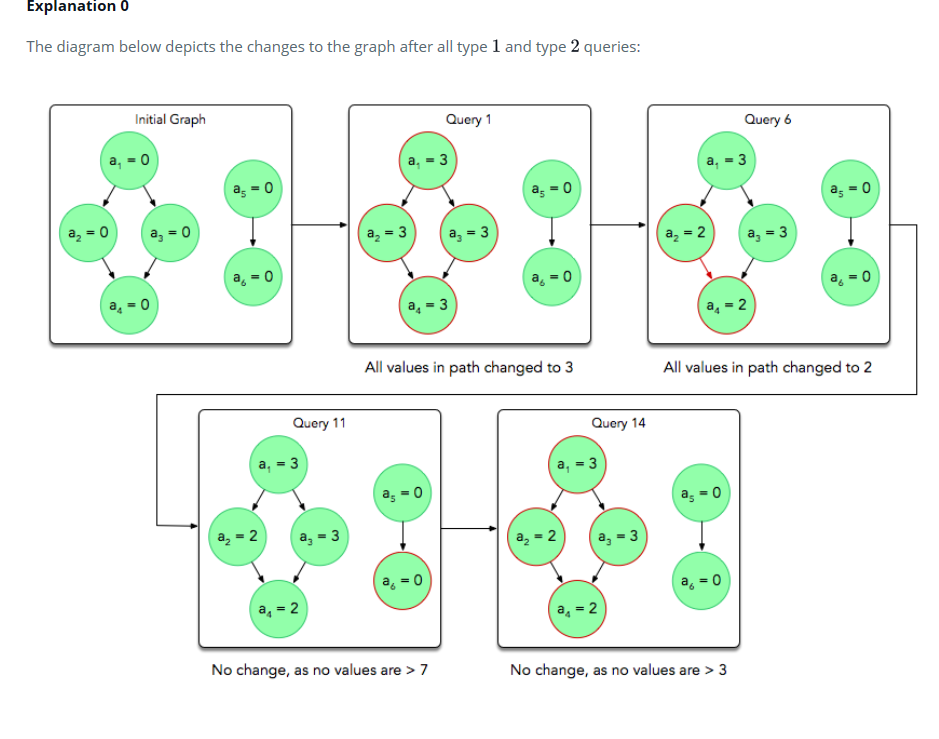 Explanation 0
The diagram below depicts the changes to the graph after all type 1 and type 2 queries:
Initial Graph
a₁ = 0
a₂ = 0
a₃ = 0
a₄ = 0
a₅ = 0
a₆ = 0
Query 1
a₁ = 3
a₂ = 3
a₃ = 3
a₄ = 3
a₅ = 0
a₆ = 0
All values in path changed to 3
Query 6
a₁ = 3
a₂ = 2
a₃ = 3
a₄ = 2
a₅ = 0
a₆ = 0
All values in path changed to 2
Query 11
a₁ = 3
a₂ = 2
a₃ = 3
a₄ = 2
a₅ = 0
a₆ = 0
No change, as no values are > 7
Query 14
a₁ = 3
a₂ = 2
a₃ = 3
a₄ = 2
a₅ = 0
a₆ = 0
No change, as no values are > 3